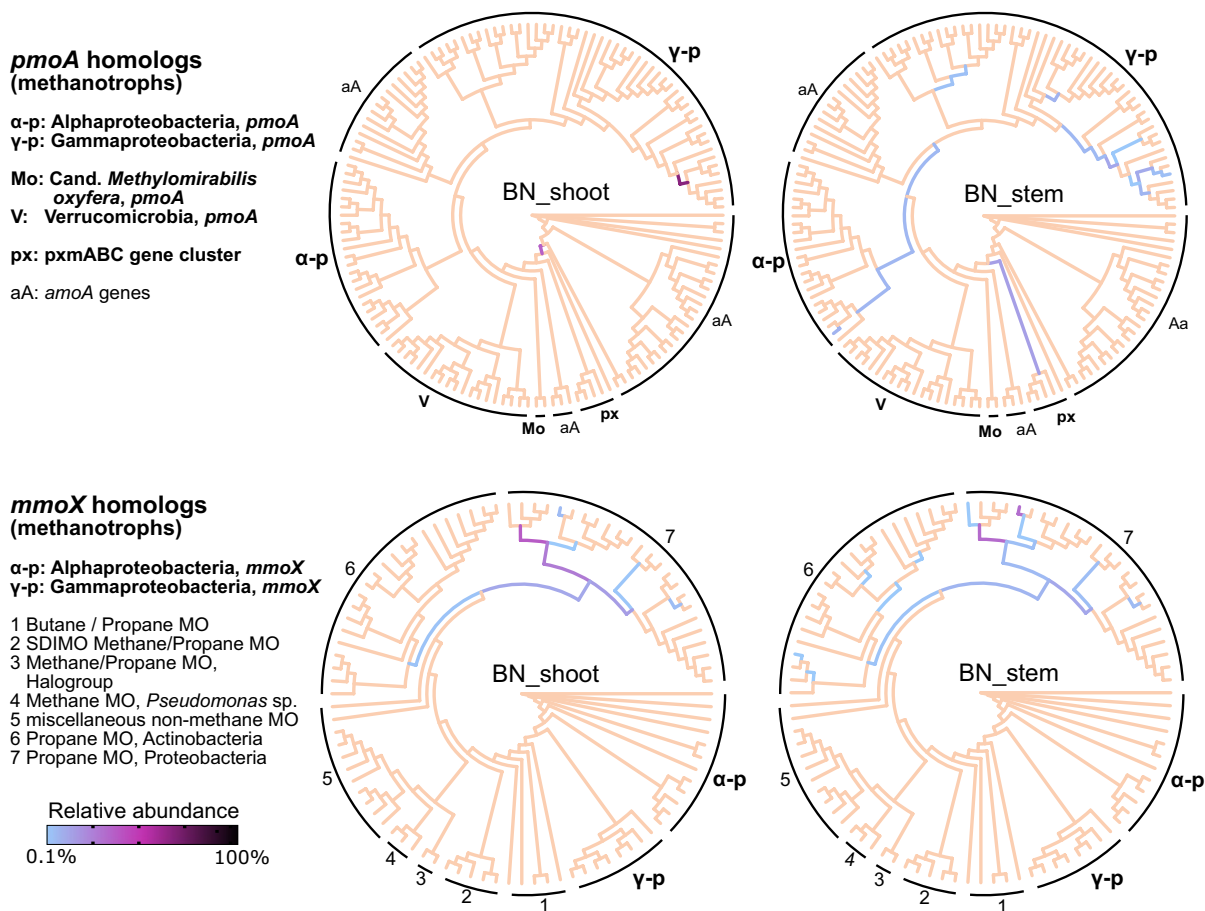 pmoA homologs
(methanotrophs)
α-p: Alphaproteobacteria, pmoA
γ-p: Gammaproteobacteria, pmoA
Mo: Cand. Methylomirabilis
oxyfera, pmoA
V: Verrucomicrobia, pmoA
px: pxmABC gene cluster
aA: amoA genes
γ-p
aA
BN_shoot
α-p
aA
V
px
Mo
aA
γ-p
aA
BN_stem
α-p
Aa
V
px
Mo
aA
mmoX homologs
(methanotrophs)
α-p: Alphaproteobacteria, mmoX
γ-p: Gammaproteobacteria, mmoX
1 Butane / Propane MO
2 SDIMO Methane/Propane MO
3 Methane/Propane MO,
Halogroup
4 Methane MO, Pseudomonas sp.
5 miscellaneous non-methane MO
6 Propane MO, Actinobacteria
7 Propane MO, Proteobacteria
Relative abundance
0.1% 100%
7
6
BN_shoot
5
α-p
4
3
2
1
γ-p
7
6
BN_stem
5
α-p
4
3
2
1
γ-p